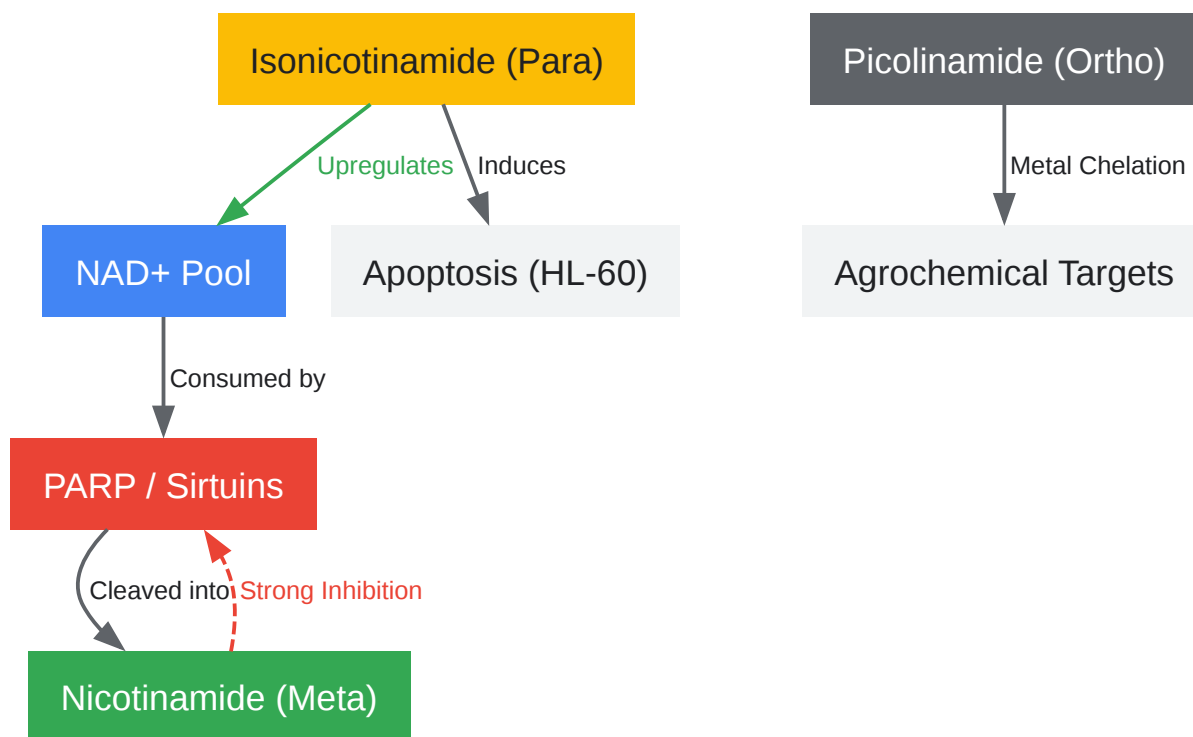 Isonicotinamide (Para)
Picolinamide (Ortho)
Upregulates
Induces
Metal Chelation
NAD+ Pool
Apoptosis (HL-60)
Agrochemical Targets
Consumed by
PARP / Sirtuins
Cleaved into
Strong Inhibition
Nicotinamide (Meta)